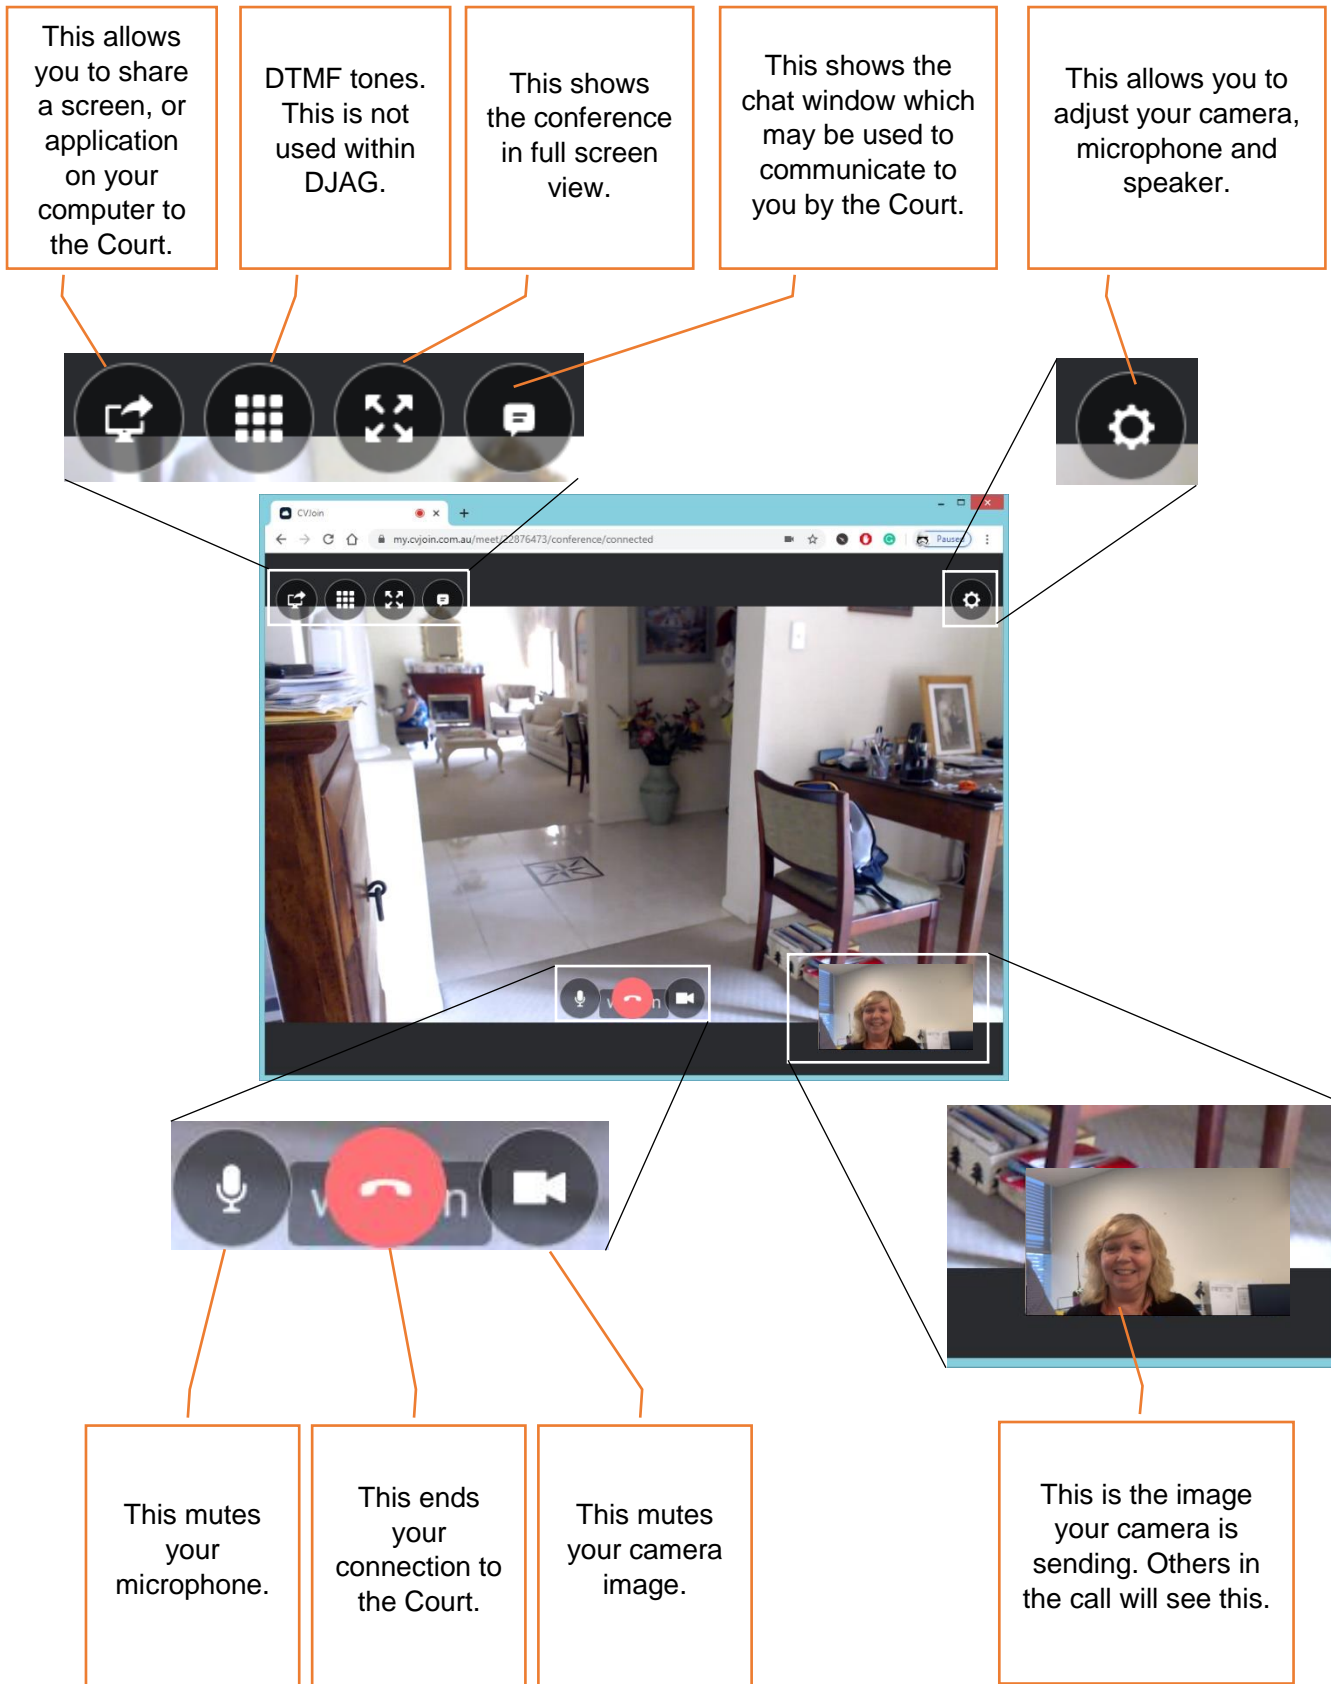 This allows
you to share
a screen, or
application
on your
computer to
the Court.
DTMF tones.
This is not
used within
DJAG.
This shows
the conference
in full screen
view.
This shows the
chat window which
may be used to
communicate to
you by the Court.
This allows you to
adjust your camera,
microphone and
speaker.
CVJoin
my.cvjoin.com.au/meet/22876473/conference/connected
Paused
This mutes
your
microphone.
This ends
your
connection to
the Court.
This mutes
your camera
image.
This is the image
your camera is
sending. Others in
the call will see this.